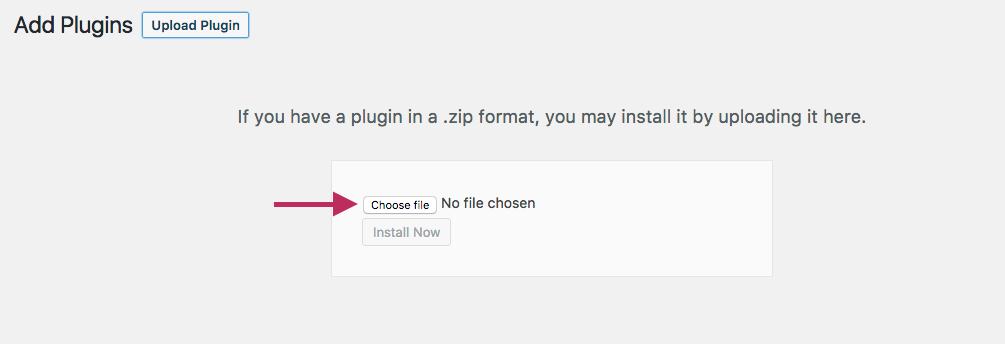 Add Plugins Upload Plugin
If you have a plugin in a .zip format, you may install it by uploading it here.
Choose file No file chosen
Install Now